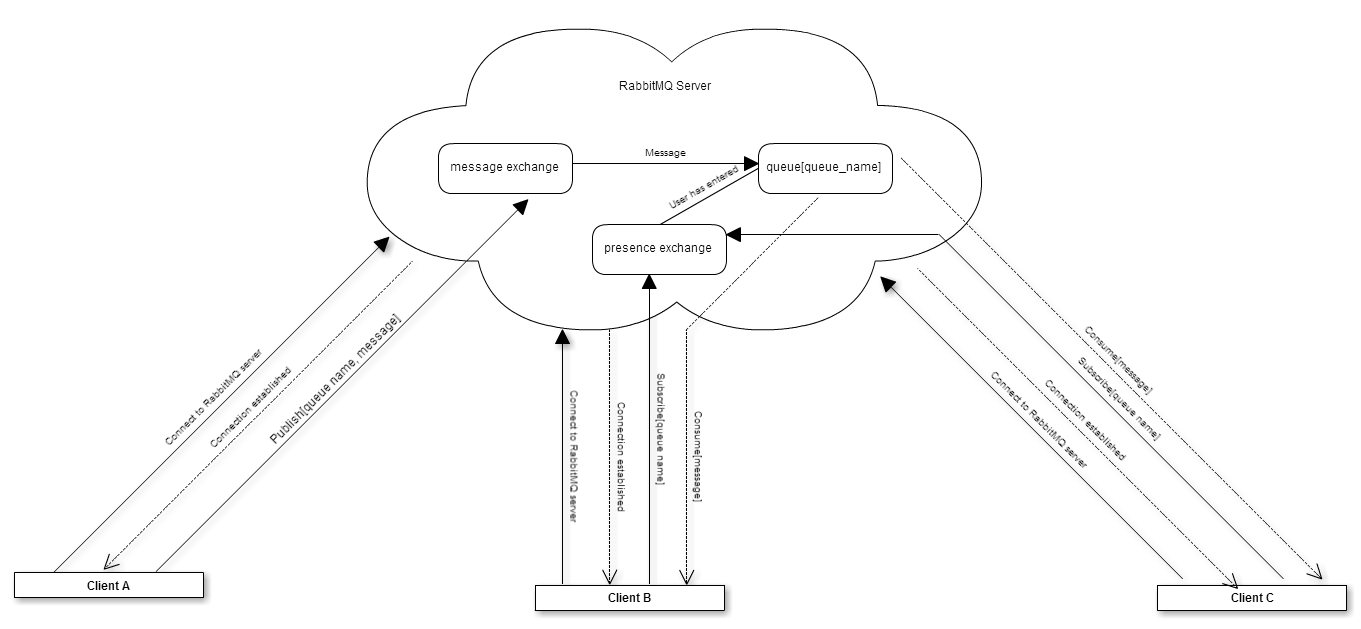 RabbitMQ Server
message exchange
Message
queue[queue_name]
User has entered
presence exchange
Connect to RabbitMQ server
Connection established
Publish[queue name, message]
Connect to RabbitMQ server
Connection established
Subscribe[queue name]
Consume[message]
Consume[message]
Subscribe[queue name]
Connection established
Connect to RabbitMQ server
Client A
Client B
Client C